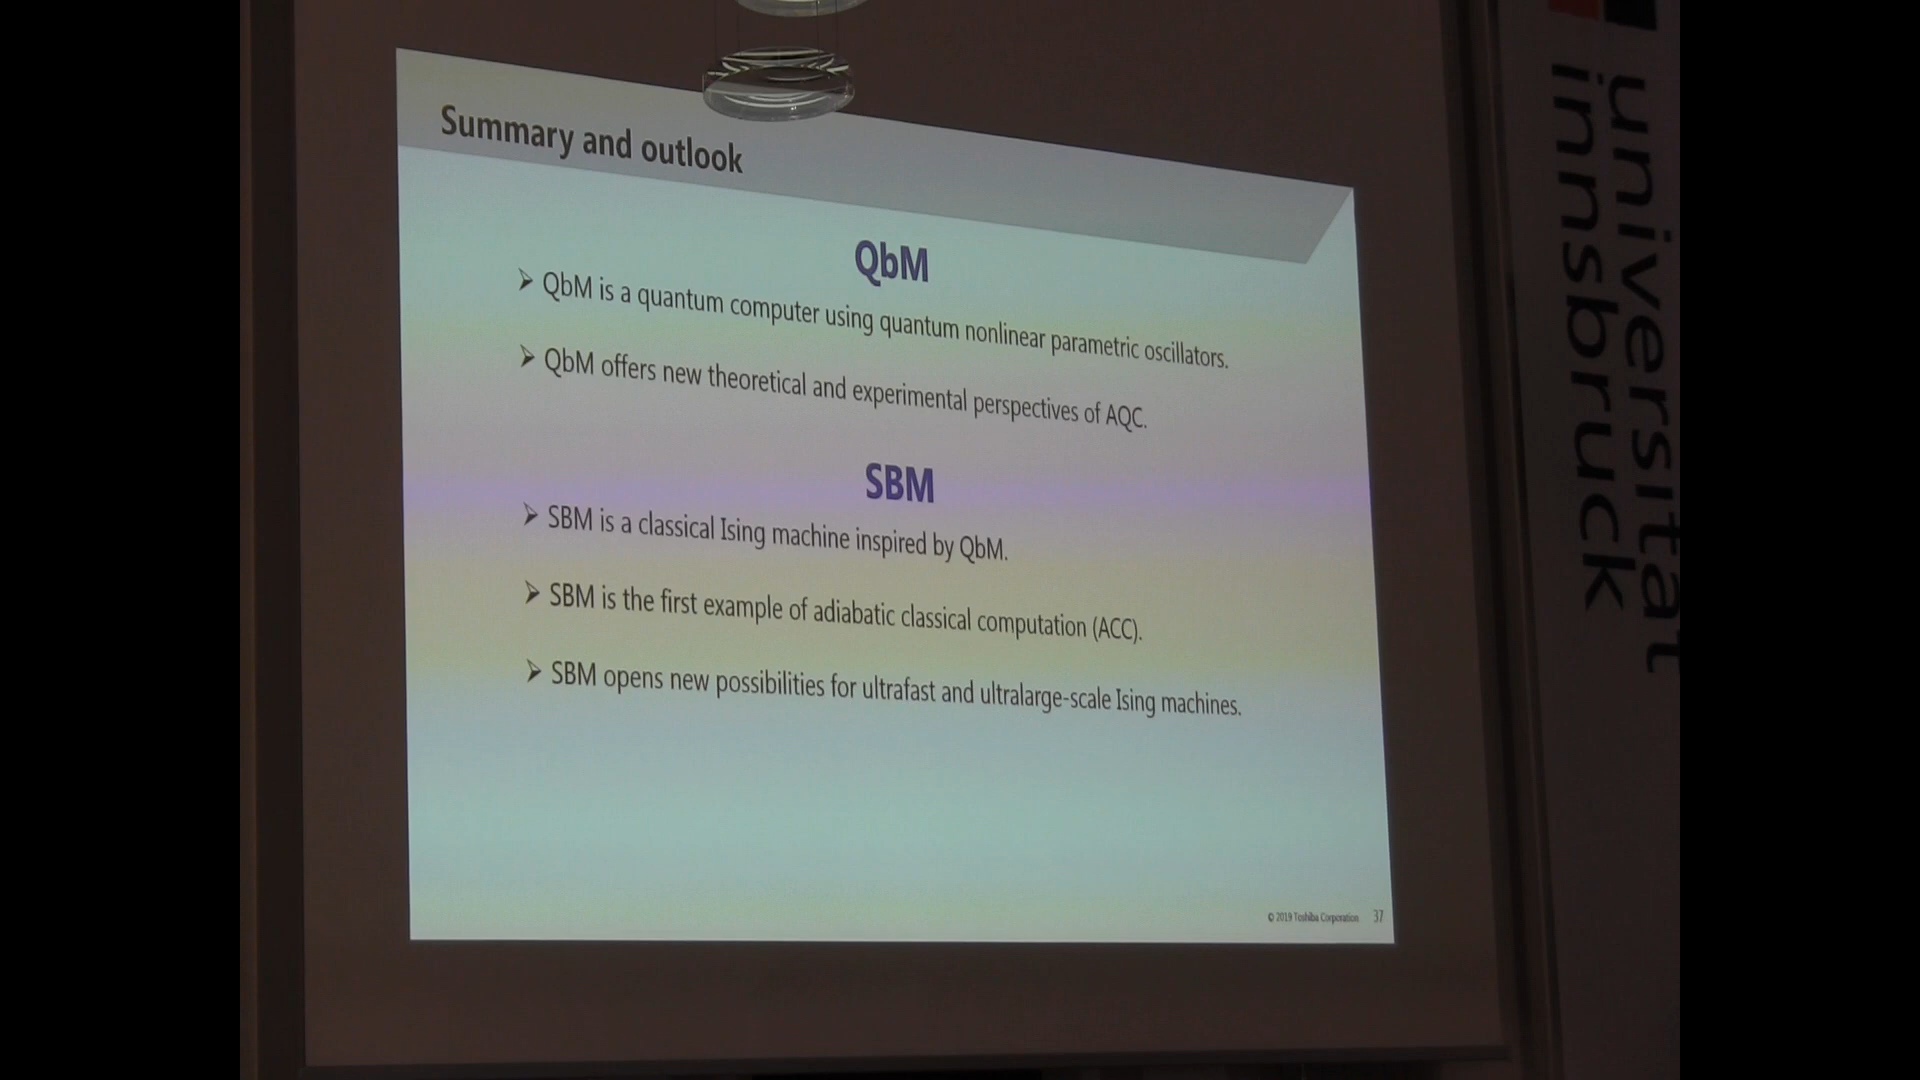 Summary and outlook
QbM
➢ QbM is a quantum computer using quantum nonlinear parametric oscillators.
➢ QbM offers new theoretical and experimental perspectives of AQC.
SBM
➢ SBM is a classical Ising machine inspired by QbM.
➢ SBM is the first example of adiabatic classical computation (ACC).
➢ SBM opens new possibilities for ultrafast and ultralarge-scale Ising machines.
© 2019 Toshiba Corporation 37
universität
innsbruck